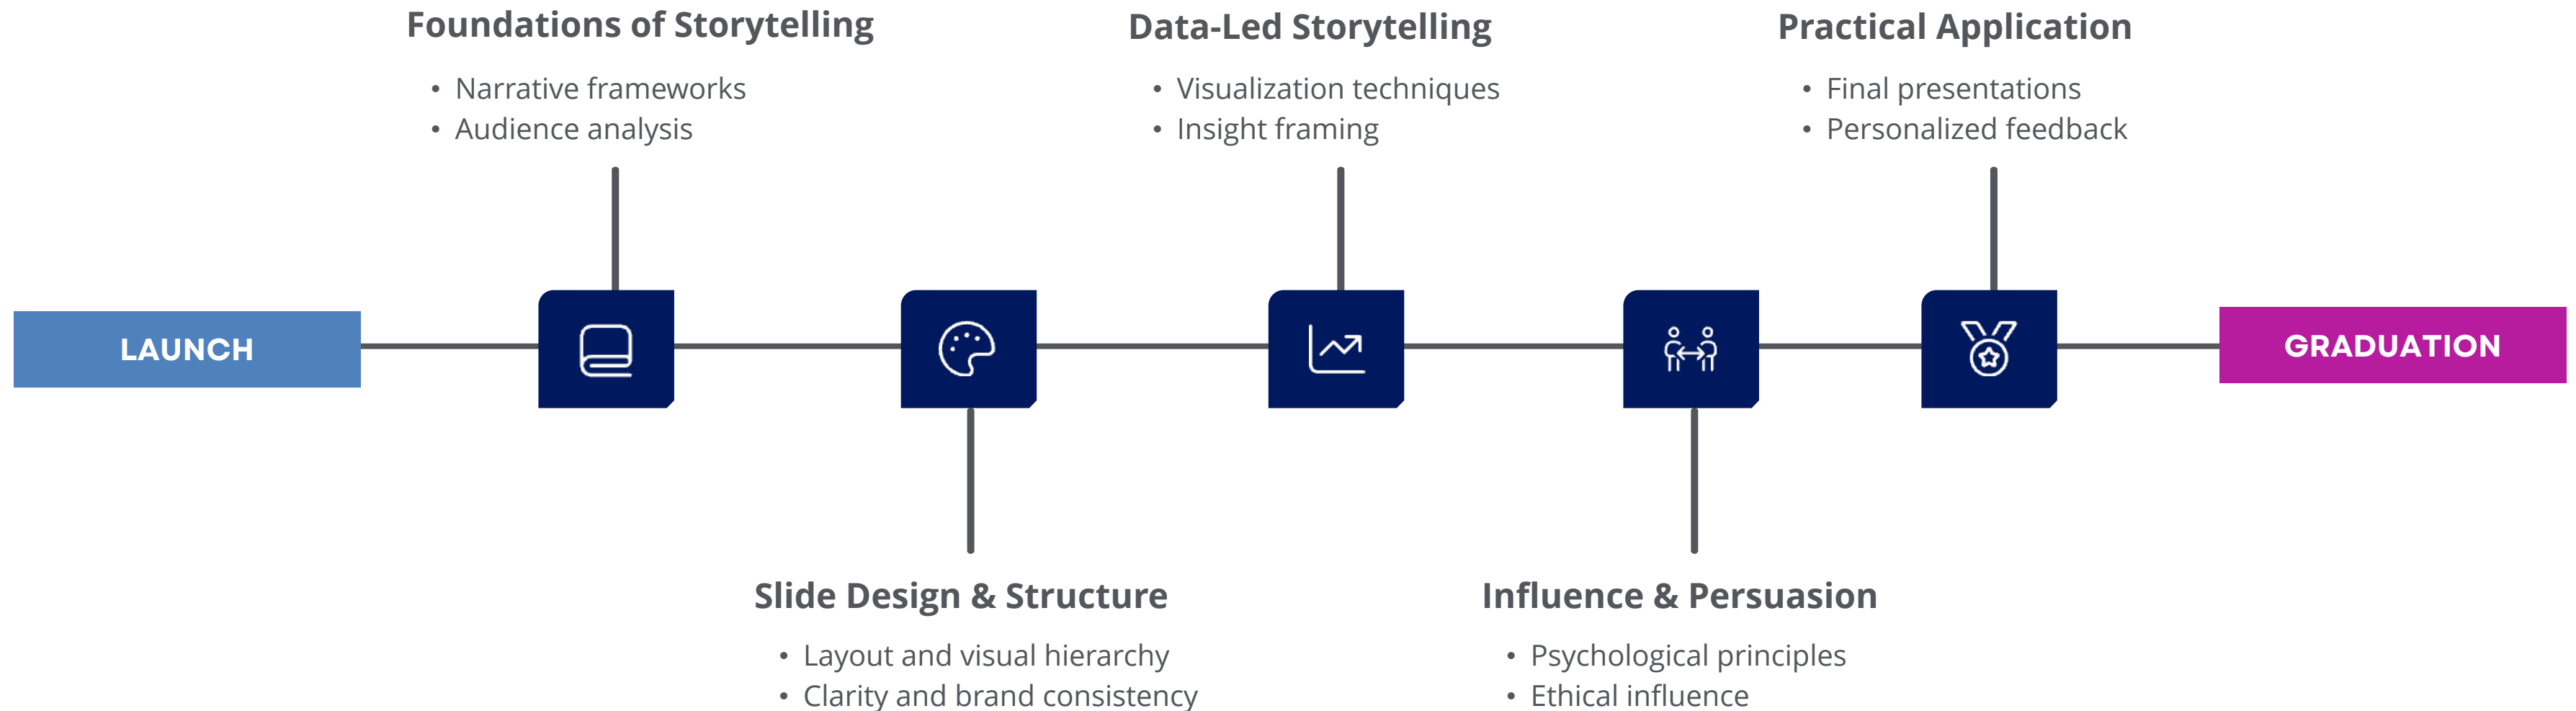 Foundations of Storytelling
• Narrative frameworks
• Audience analysis
Data-Led Storytelling
• Visualization techniques
• Insight framing
Practical Application
• Final presentations
• Personalized feedback
LAUNCH
GRADUATION
Slide Design & Structure
• Layout and visual hierarchy
• Clarity and brand consistency
Influence & Persuasion
• Psychological principles
• Ethical influence